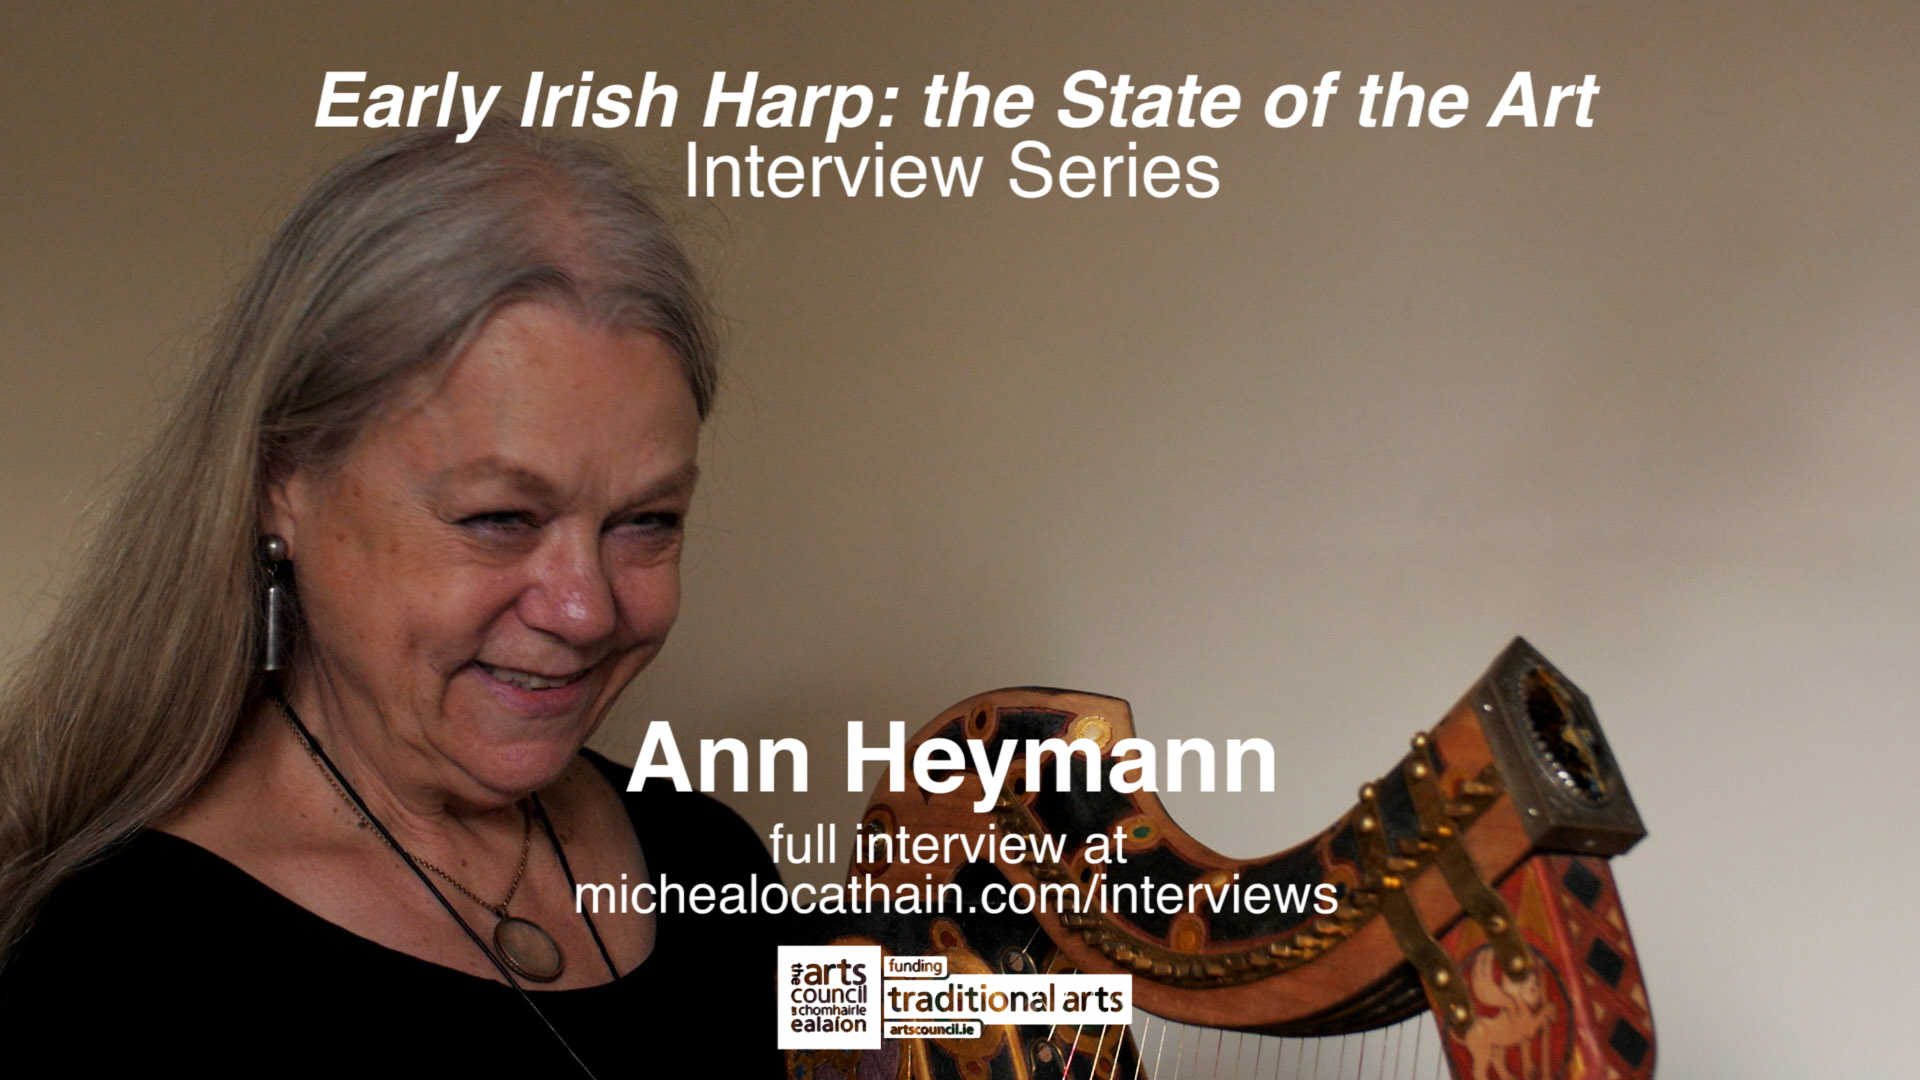 Early Irish Harp: the State of the Art
Interview Series
Ann Heymann
full interview at
michealocathain.com/interviews
the arts
council
chomhairle
ealaíon
funding
traditional arts
artscouncil.ie